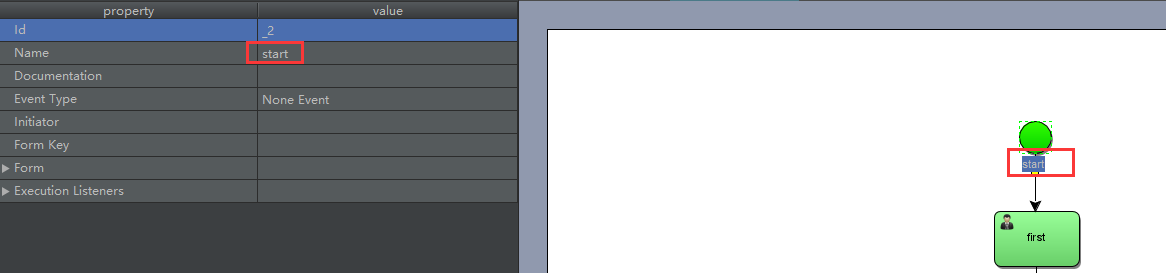 property value
Id _2
Name start
Documentation
Event Type None Event
Initiator
Form Key
Form
Execution Listeners
start
first